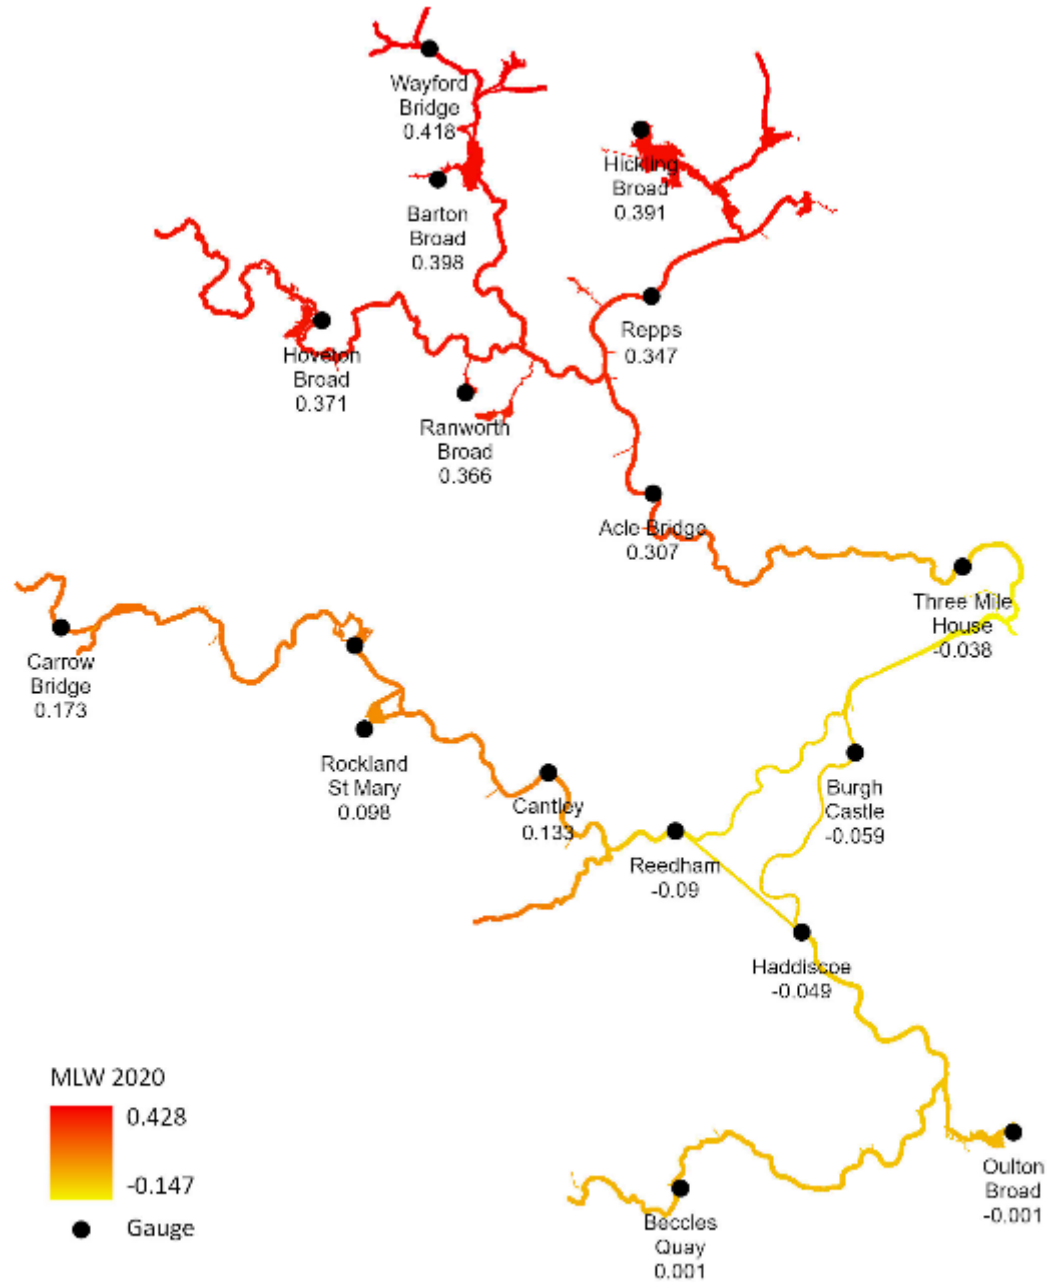 Wayford
Bridge
0.418
Hickling
Broad
0.391
Barton
Broad
0.398
Repps
0.347
Hoveton
Broad
0.371
Ranworth
Broad
0.366
Acle Bridge
0.307
Three Mile
House
-0.038
Carrow
Bridge
0.173
Rockland
St Mary
0.098
Cantley
0.133
Burgh
Castle
-0.059
Reedham
-0.09
Haddiscoe
-0.049
MLW 2020
0.428
-0.147
Gauge
Oulton
Broad
-0.001
Beccles
Quay
0.001